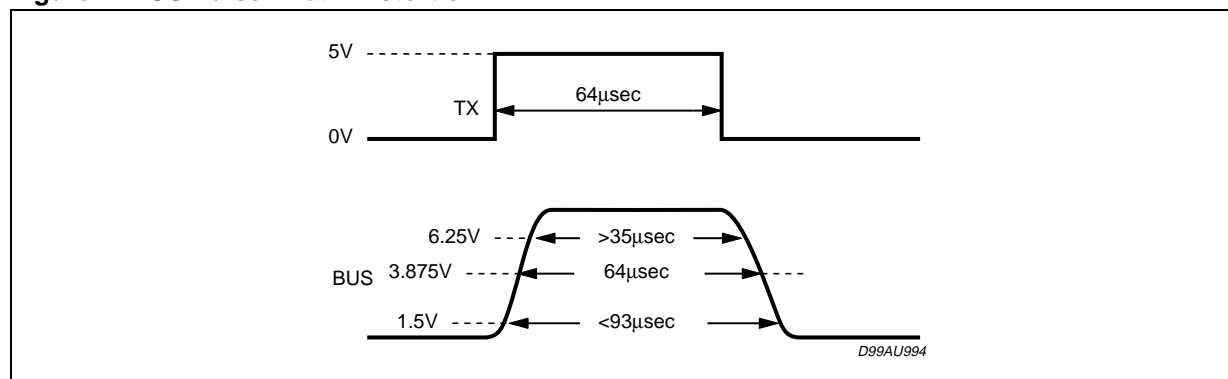 5V
64μsec
TX
0V
6.25V
>35μsec
BUS
3.875V
64μsec
1.5V
<93μsec
D99AU994